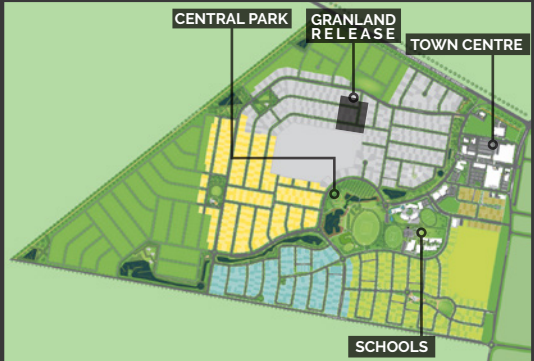 CENTRAL PARK
GRANLAND
RELEASE
TOWN CENTRE
SCHOOLS